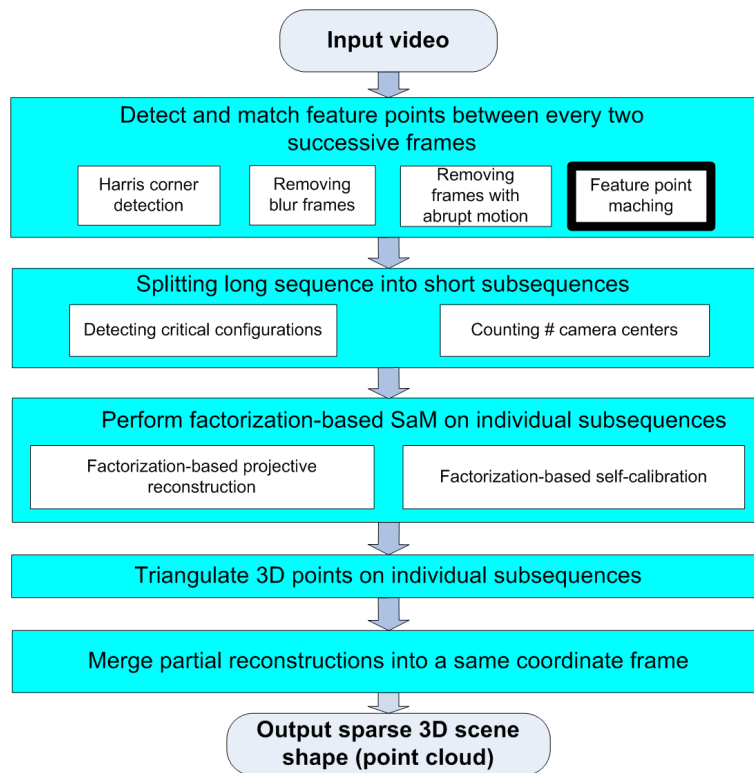 Input video
Detect and match feature points between every two
successive frames
Harris corner
detection
Removing
blur frames
Removing
frames with
abrupt motion
Feature point
maching
Splitting long sequence into short subsequences
Detecting critical configurations
Counting # camera centers
Perform factorization-based SaM on individual subsequences
Factorization-based projective
reconstruction
Factorization-based self-calibration
Triangulate 3D points on individual subsequences
Merge partial reconstructions into a same coordinate frame
Output sparse 3D scene
shape (point cloud)